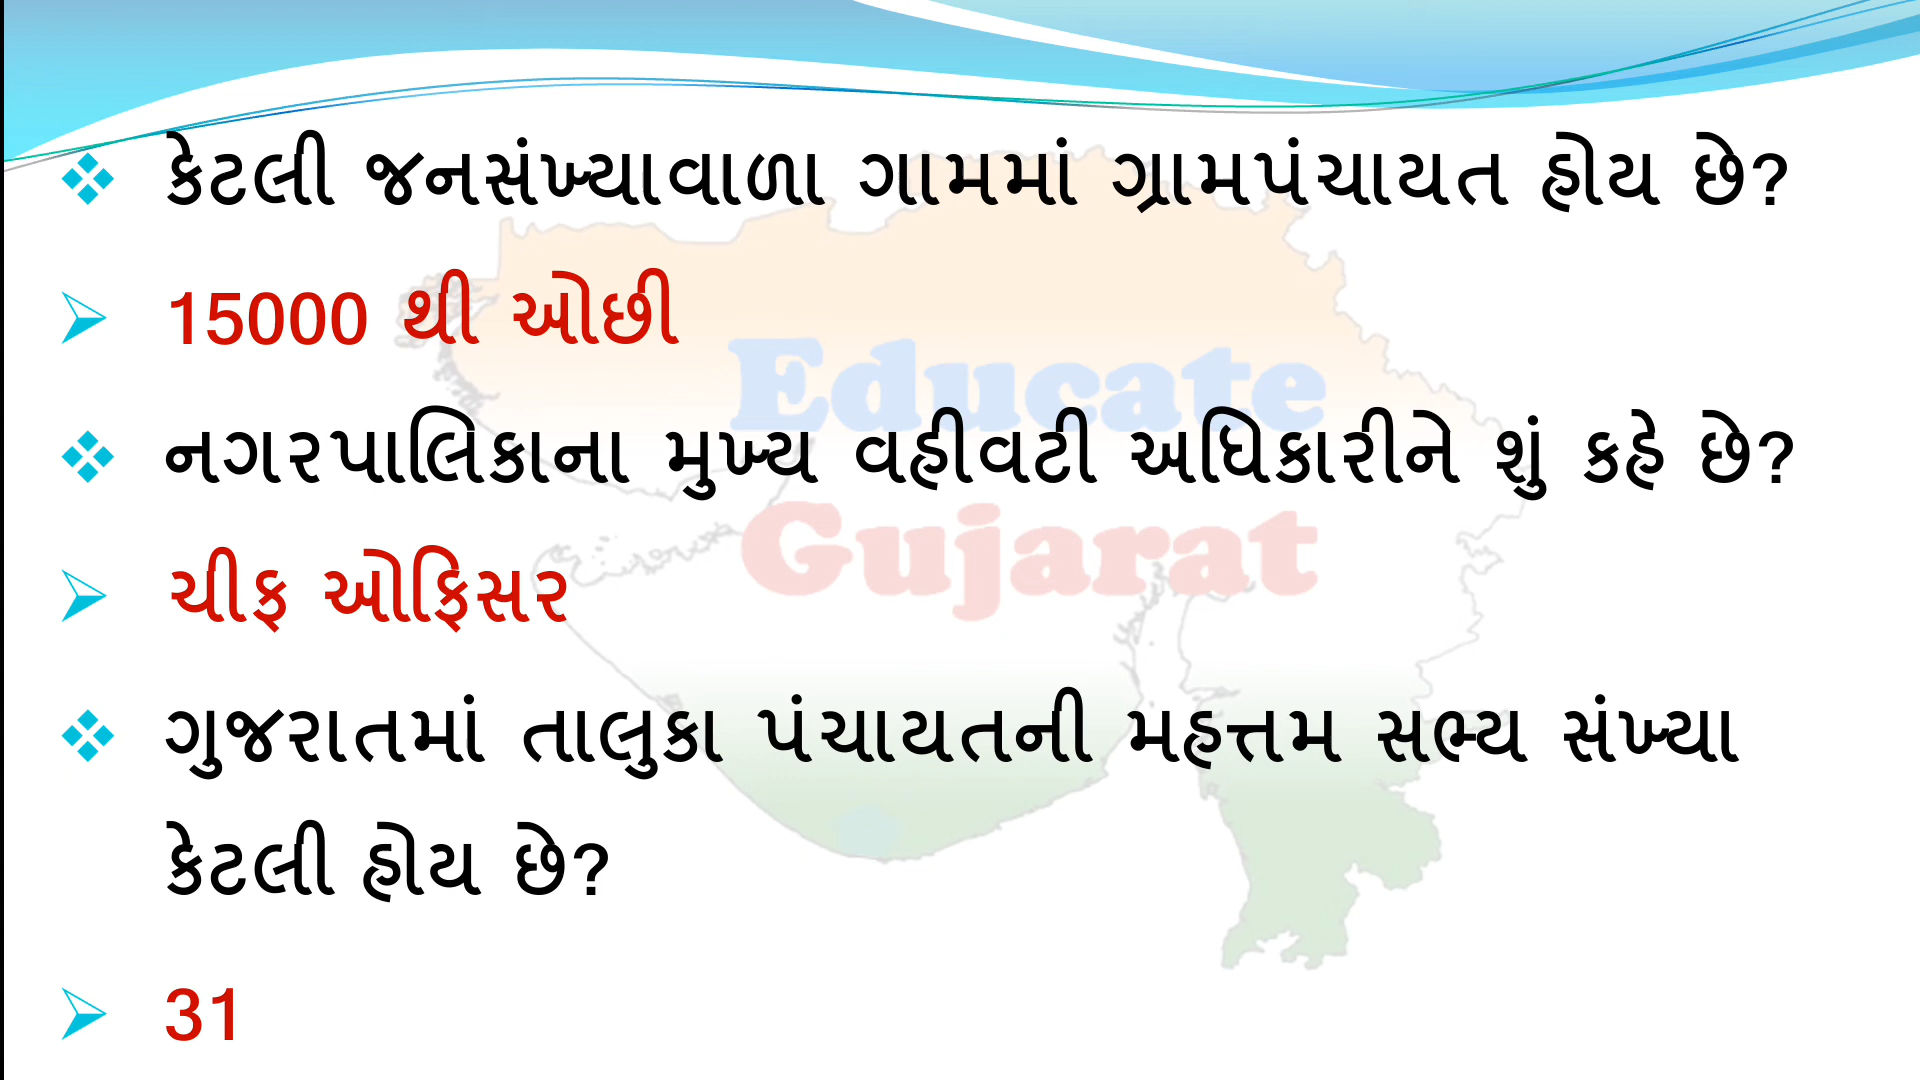 કેટલી જનસંખ્યાવાળા ગામમાં ગ્રામપંચાયત હોય છે?
15000 થી ઓછી
Educate
નગરપાલિકાના મુખ્ય વહીવટી અધિકારીને શું કહે છે?
Gujarat
ચીફ ઓફિસર
ગુજરાતમાં તાલુકા પંચાયતની મહત્તમ સભ્ય સંખ્યા
કેટલી હોય છે?
31